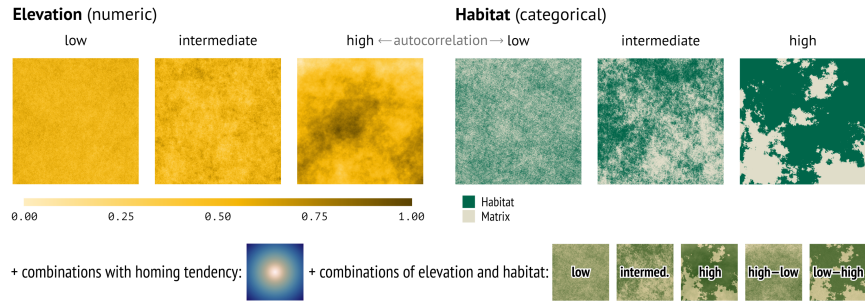 Elevation (numeric)
Habitat (categorical)
low
intermediate
high
←autocorrelation→
low
intermediate
high
0.00
0.25
0.50
0.75
1.00
Habitat
Matrix
+ combinations with homing tendency:
+ combinations of elevation and habitat:
low
intermed.
high
high—low
low—high